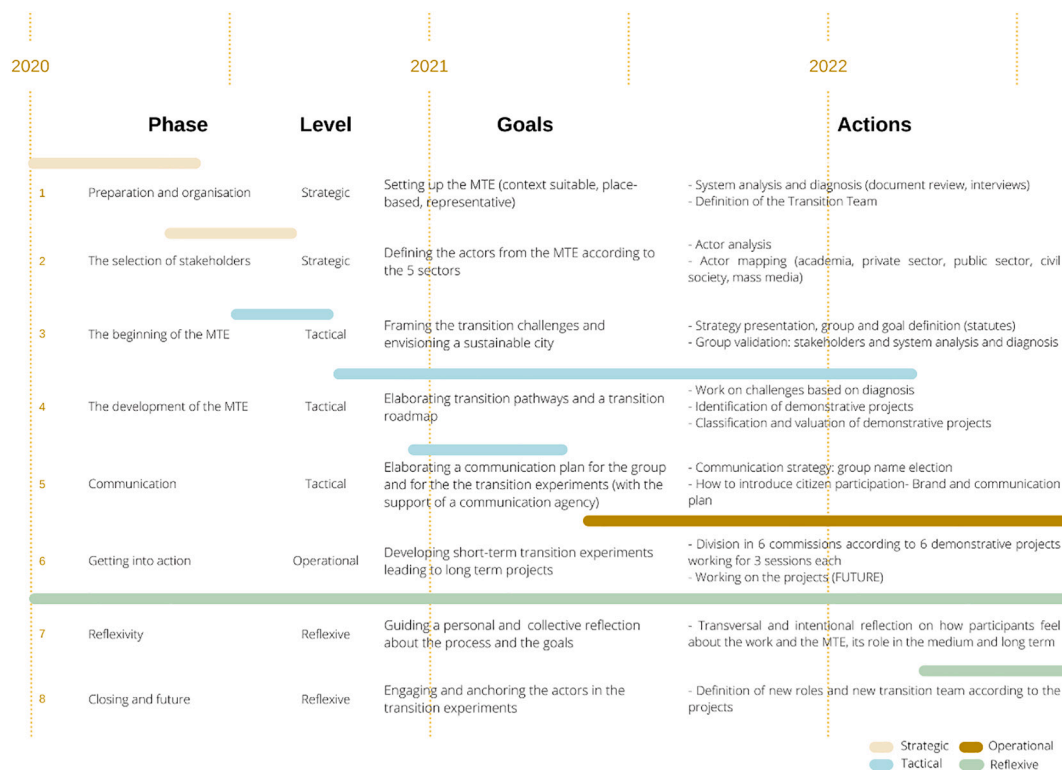 2020 2021 2022
Phase Level Goals Actions
1 Preparation and organisation Strategic
Setting up the MTE (context suitable, place-
based, representative)
- System analysis and diagnosis (document review, interviews)
- Definition of the Transition Team
2 The selection of stakeholders Strategic
Defining the actors from the MTE according to
the 5 sectors
- Actor analysis
- Actor mapping (academia, private sector, public sector, civil
society, mass media)
3 The beginning of the MTE Tactical
Framing the transition challenges and
envisioning a sustainable city
- Strategy presentation, group and goal definition (statutes)
- Group validation: stakeholders and system analysis and diagnosis
4 The development of the MTE Tactical
Elaborating transition pathways and a transition
roadmap
- Work on challenges based on diagnosis
- Identification of demonstrative projects
- Classification and valuation of demonstrative projects
5 Communication Tactical
Elaborating a communication plan for the group
and for the the transition experiments (with the
support of a communication agency)
- Communication strategy: group name election
- How to introduce citizen participation- Brand and communication
plan
6 Getting into action Operational
Developing short-term transition experiments
leading to long term projects
- Division in 6 commissions according to 6 demonstrative projects
working for 3 sessions each
- Working on the projects (FUTURE)
7 Reflexivity Reflexive
Guiding a personal and collective reflection
about the process and the goals
- Transversal and intentional reflection on how participants feel
about the work and the MTE, its role in the medium and long term
8 Closing and future Reflexive
Engaging and anchoring the actors in the
transition experiments
- Definition of new roles and new transition team according to the
projects
Strategic Operational
Tactical Reflexive